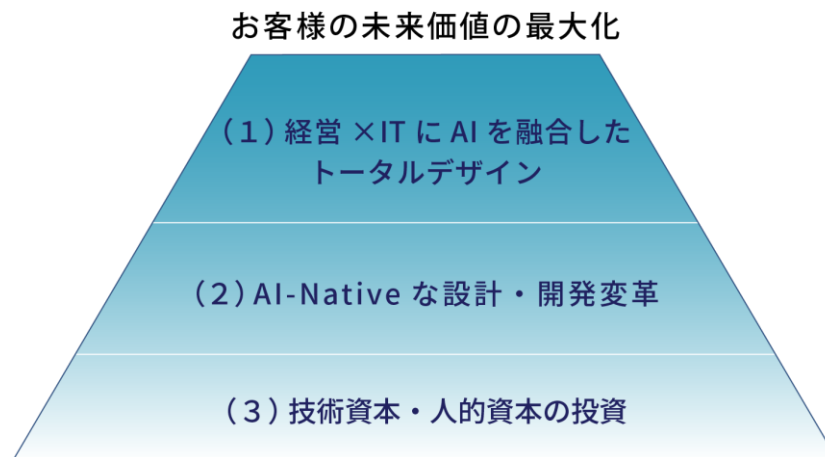 お客様の未来価値の最大化
(1)経営 ×IT に AI を融合した
トータルデザイン
(2)AI-Native な設計・開発変革
(3)技術資本・人的資本の投資